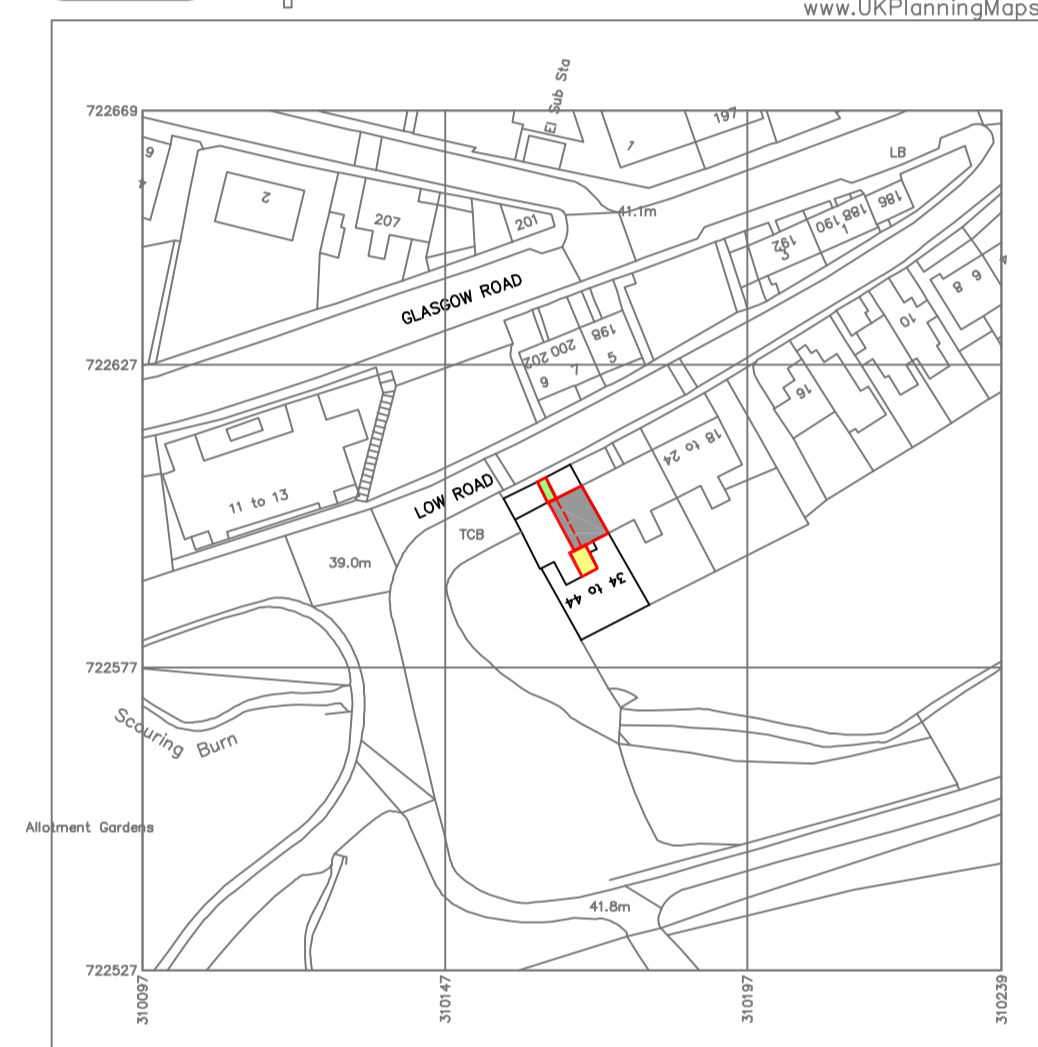 www.UKPlanningMaps
El Sub Sta
722669
197
1
9
LB
2
207
201
41.1m
186
188
190
1
192
3
GLASGOW ROAD
6
8
10
198
200
202
5
7
9
722627
16
18 to 24
LOW ROAD
11 to 13
TCB
39.0m
34 to 44
722577
Scouring Burn
Allotment Gardens
41.8m
722527
310097
310147
310197
310239